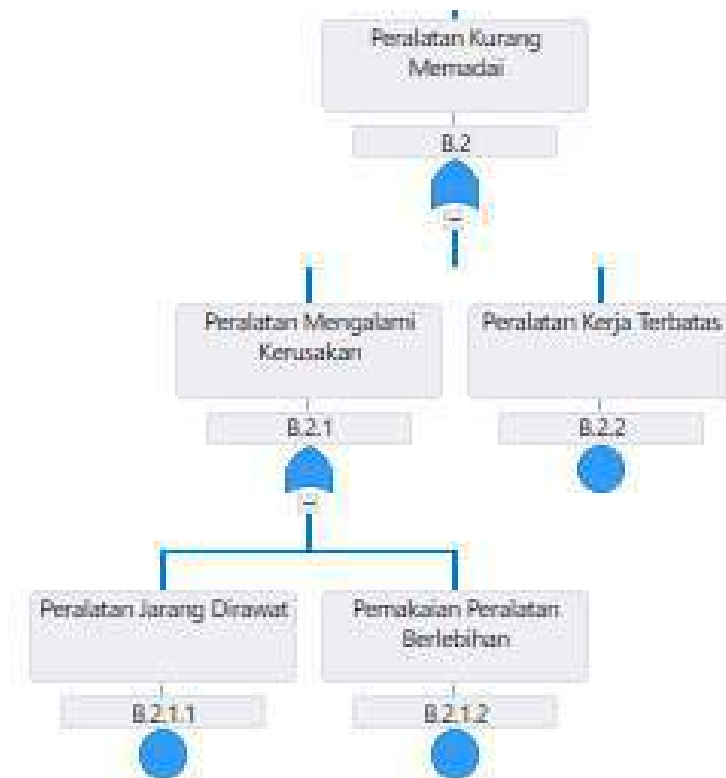 Peralatan Kurang
Memadai
B.2
Peralatan Mengalami
Kerusakan
Peralatan Kerja Terbatas
B.2.1
B.2.2
Peralatan Jarang Dirawat
Pemakaian Peralatan
Berlebihan
B.2.1.1
B.2.1.2